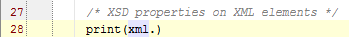 27 /* XSD properties on XML elements */
28 print(xml.)